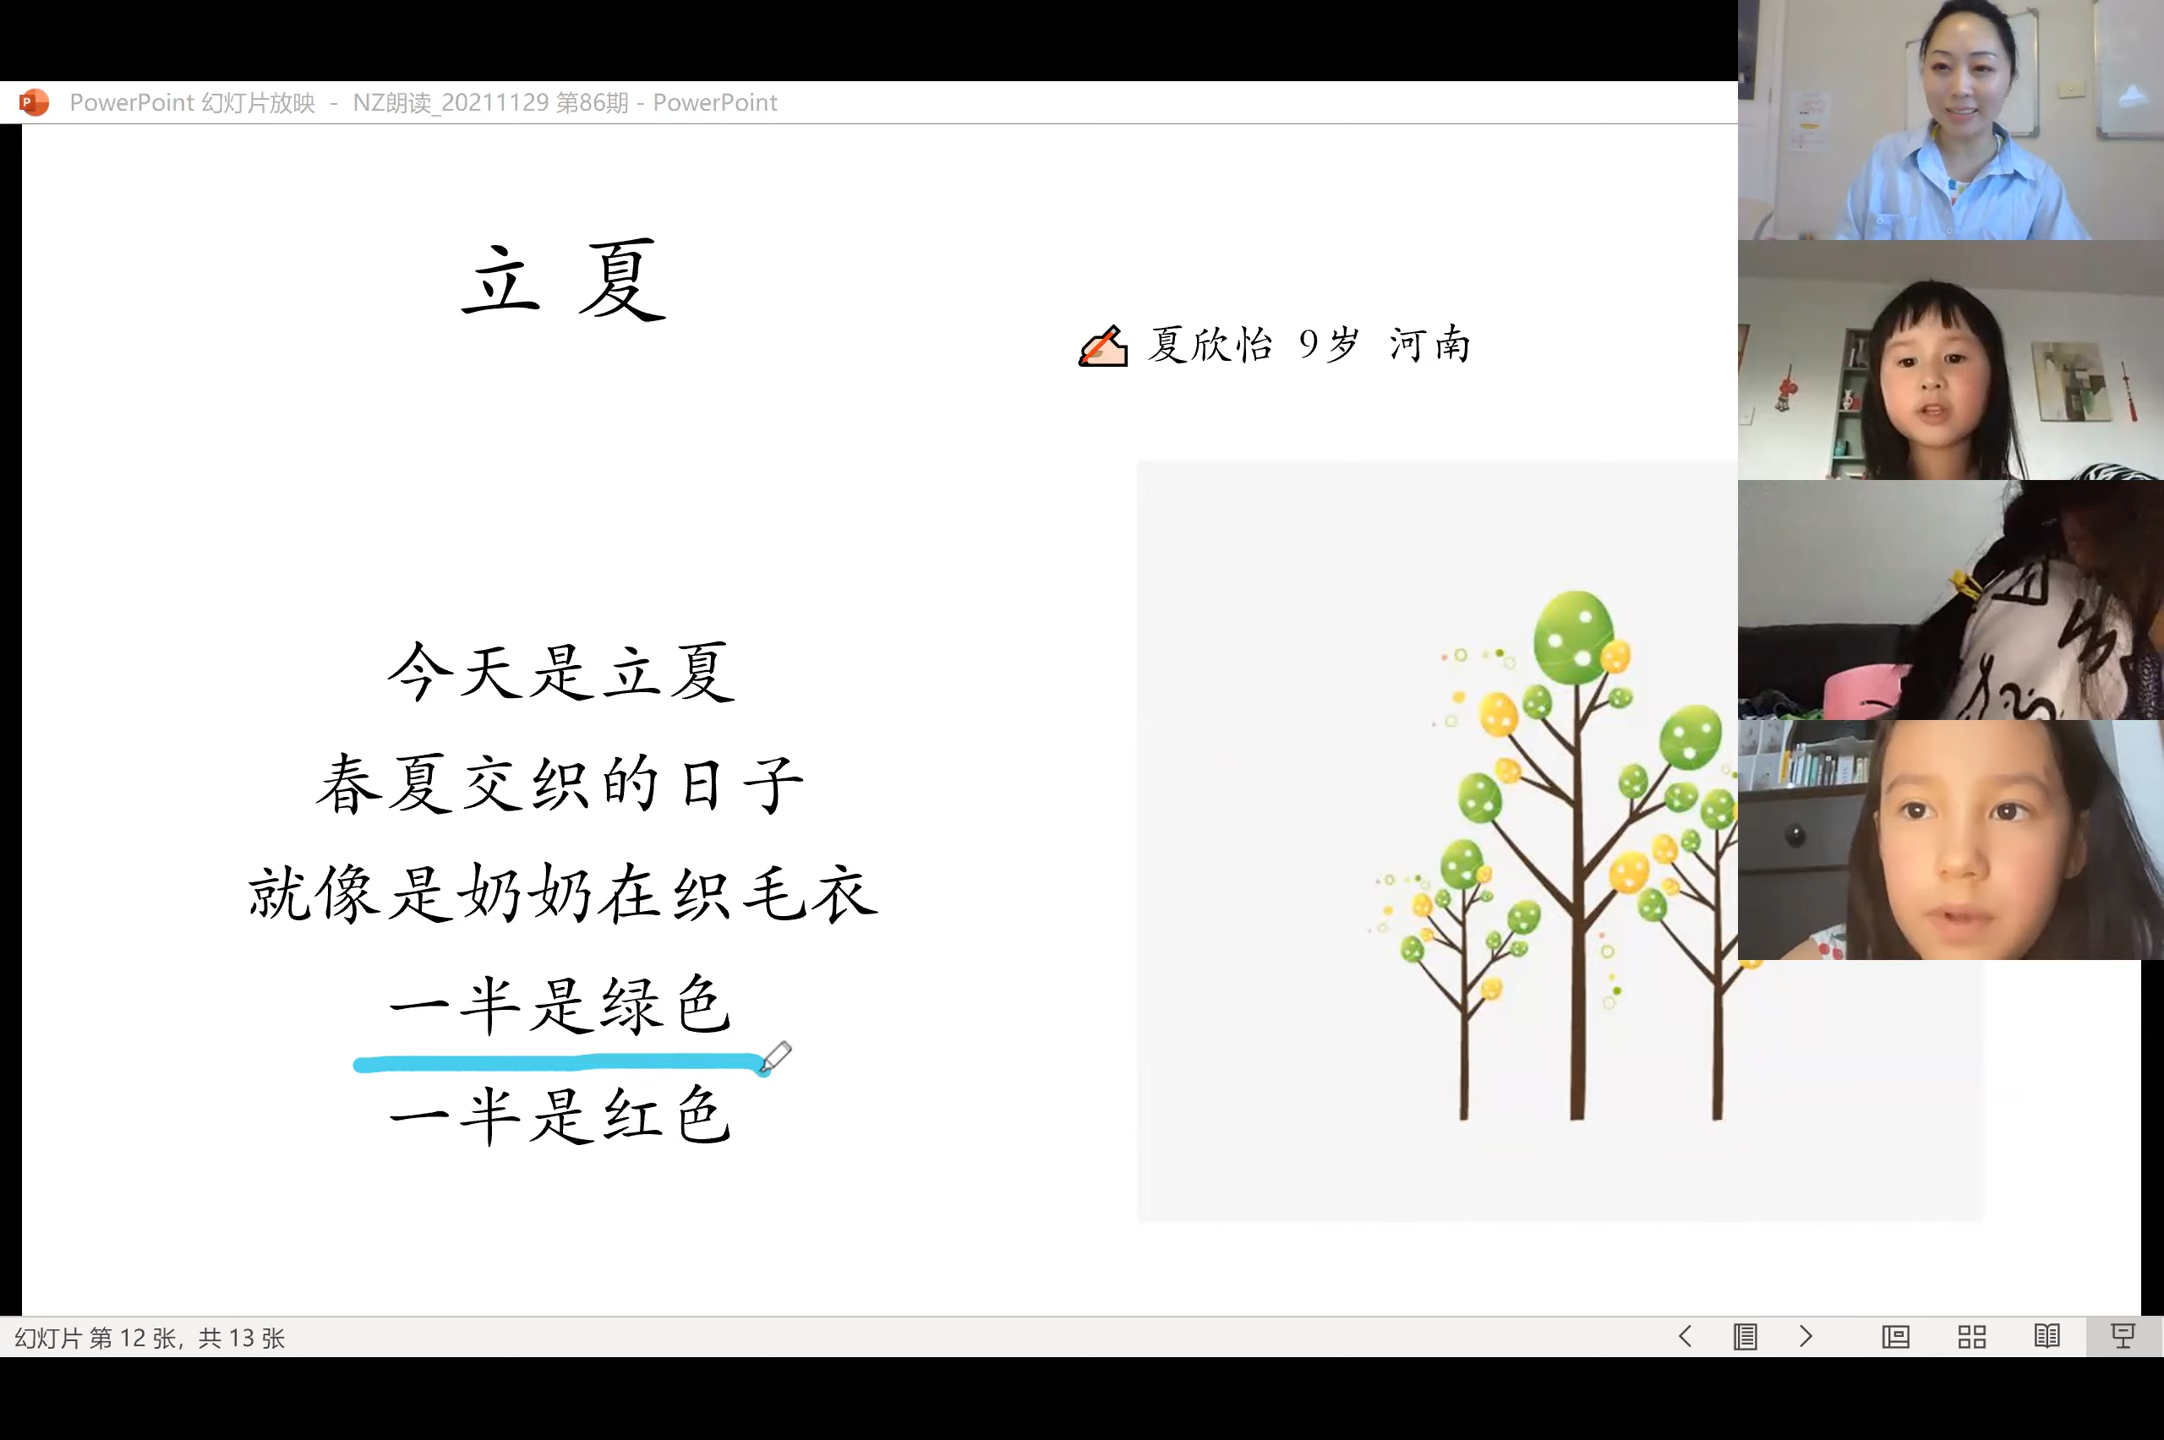 PowerPoint 幻灯片放映 - NZ朗读_20211129 第86期 - PowerPoint
立夏
夏欣怡 9岁 河南
今天是立夏
春夏交织的日子
就像是奶奶在织毛衣
一半是绿色
一半是红色
幻灯片 第 12 张，共 13 张